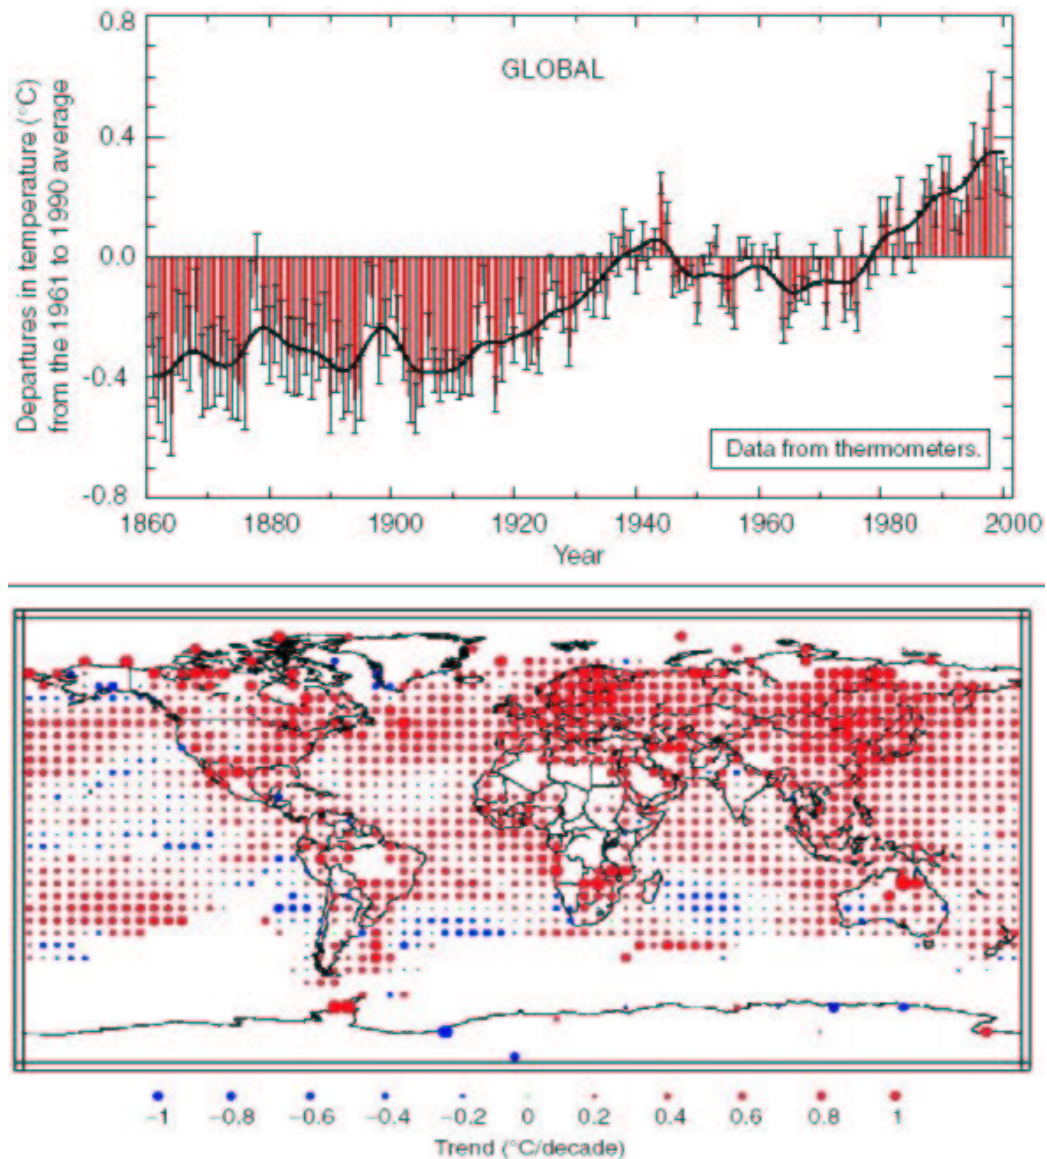 0.8
GLOBAL
Departures in temperature (°C)
from the 1961 to 1990 average
0.4
0.0
-0.4
Data from thermometers.
-0.8
1860 1880 1900 1920 1940 1960 1980 2000
Year
−1 −0.8 −0.6 −0.4 −0.2 0 0.2 0.4 0.6 0.8 1
Trend (°C/decade)